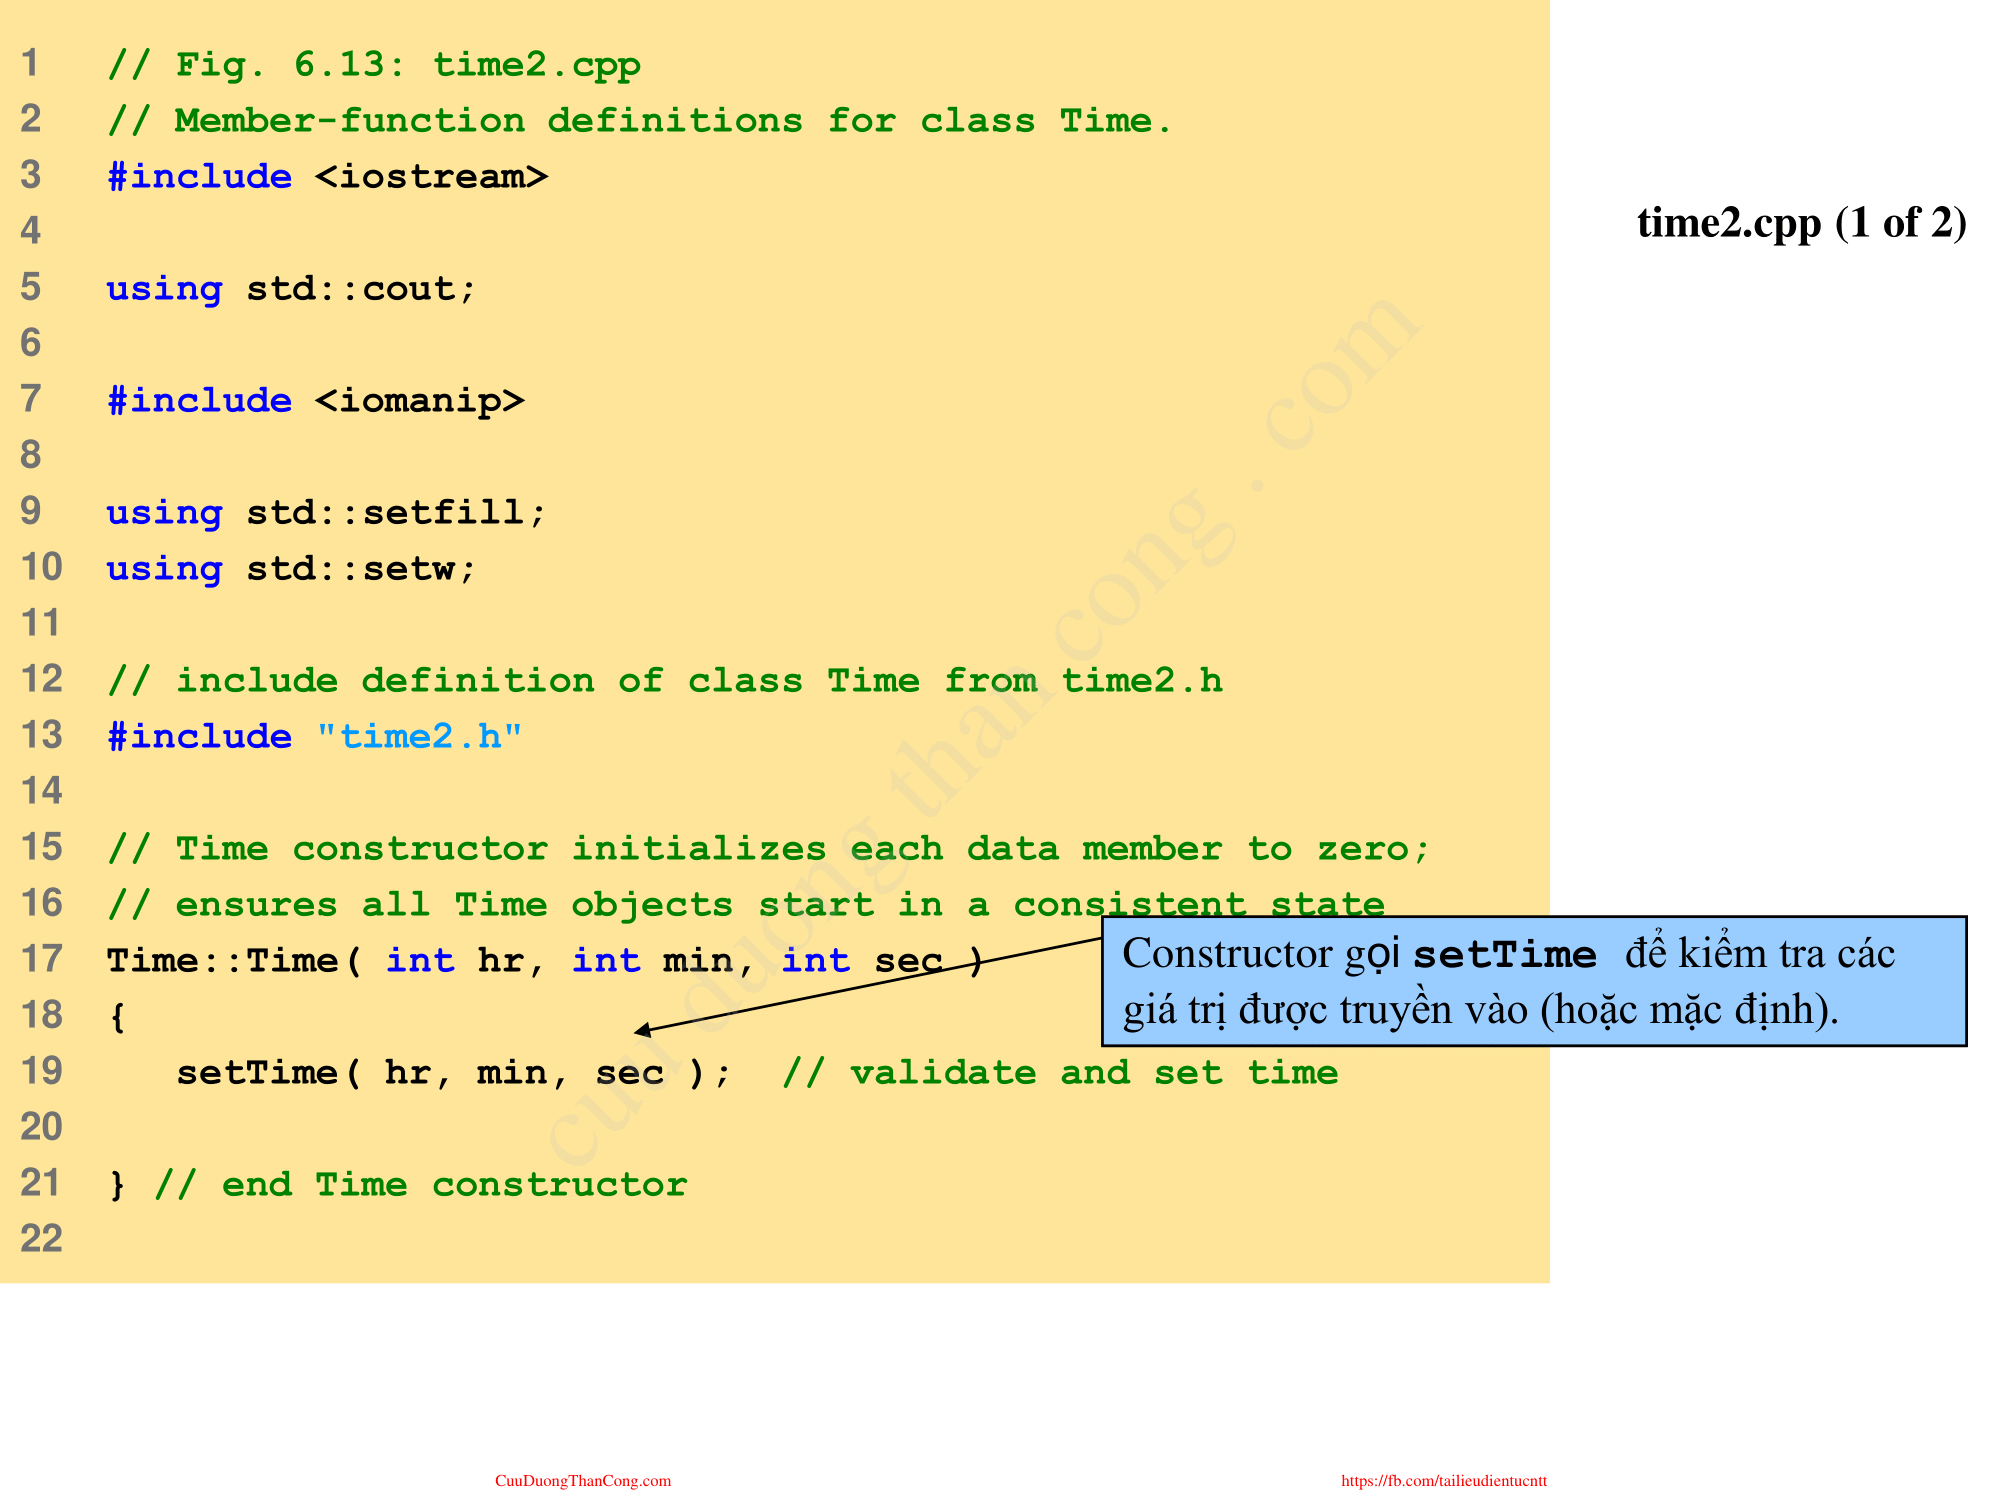 1 // Fig. 6.13: time2.cpp
2 // Member-function definitions for class Time.
3 #include <iostream>
4
time2.cpp (1 of 2)
5 using std::cout;
6
7 #include <iomanip>
8
9 using std::setfill;
10 using std::setw;
11
12 // include definition of class Time from time2.h
13 #include "time2.h"
14
15 // Time constructor initializes each data member to zero;
16 // ensures all Time objects start in a consistent state
17 Time::Time( int hr, int min, int sec )
18 {
19 setTime( hr, min, sec ); // validate and set time
20
21 } // end Time constructor
22
Constructor gọi setTime để kiểm tra các
giá trị được truyền vào (hoặc mặc định).
cuu duong than cong . com
CuuDuongThanCong.com
https://fb.com/tailieudientucntt